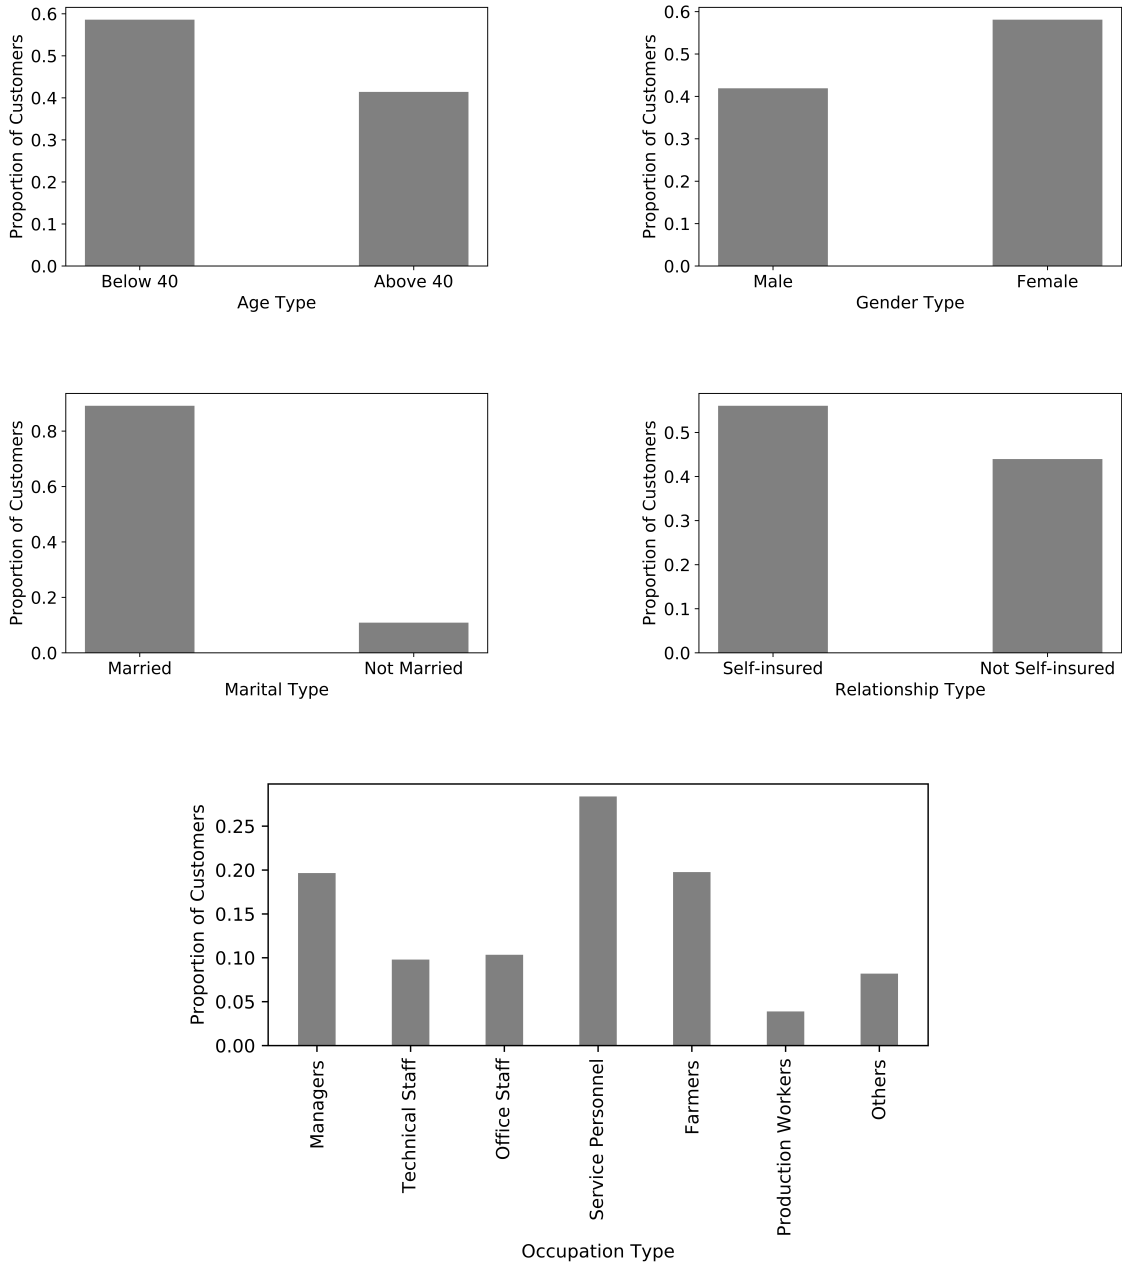 Proportion of Customers
0.6
0.5
0.4
0.3
0.2
0.1
0.0
Below 40
Above 40
Age Type
Proportion of Customers
0.6
0.5
0.4
0.3
0.2
0.1
0.0
Male
Female
Gender Type
Proportion of Customers
0.8
0.6
0.4
0.2
0.0
Married
Not Married
Marital Type
Proportion of Customers
0.5
0.4
0.3
0.2
0.1
0.0
Self-insured
Not Self-insured
Relationship Type
Proportion of Customers
0.25
0.20
0.15
0.10
0.05
0.00
Managers
Technical Staff
Office Staff
Service Personnel
Farmers
Production Workers
Others
Occupation Type